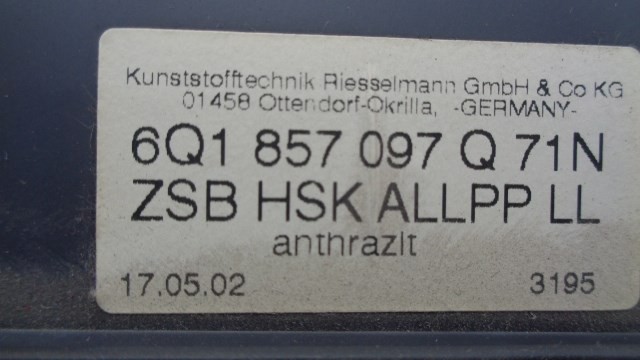 Kunststofftechnik Riesselmann GmbH & Co KG
01458 Ottendorf-Okrilla, -GERMANY-
6Q1 857 097 Q 71N
ZSB HSK ALLPP LL
anthrazit
17.05.02 3195